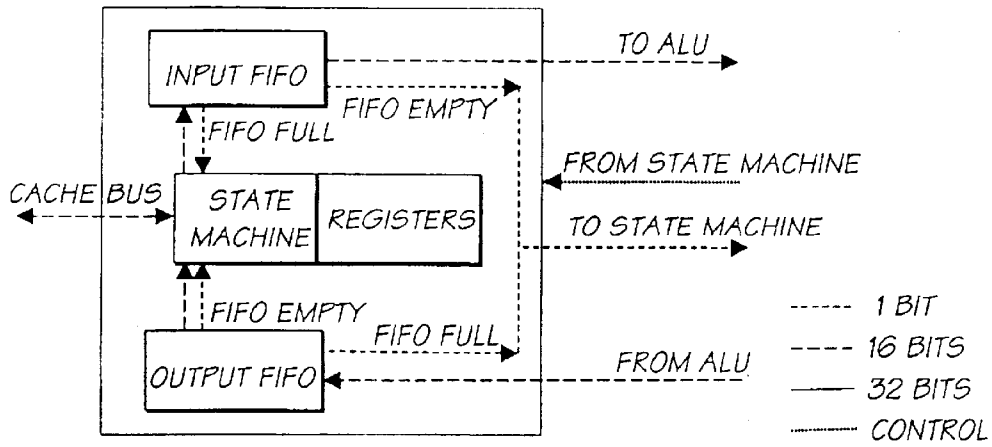 TO ALU
INPUT FIFO
FIFO EMPTY
FIFO FULL
FROM STATE MACHINE
CACHE BUS
STATE
MACHINE
REGISTERS
TO STATE MACHINE
FIFO EMPTY
FIFO FULL
OUTPUT FIFO
FROM ALU
1 BIT
16 BITS
32 BITS
CONTROL